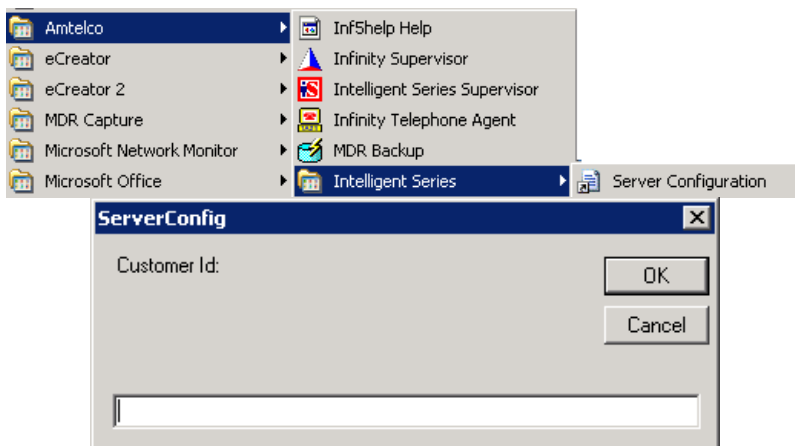 Amtelco
eCreator
eCreator 2
MDR Capture
Microsoft Network Monitor
Microsoft Office
Inf5help Help
Infinity Supervisor
Intelligent Series Supervisor
Infinity Telephone Agent
MDR Backup
Intelligent Series
Server Configuration
ServerConfig
Customer Id:
OK
Cancel